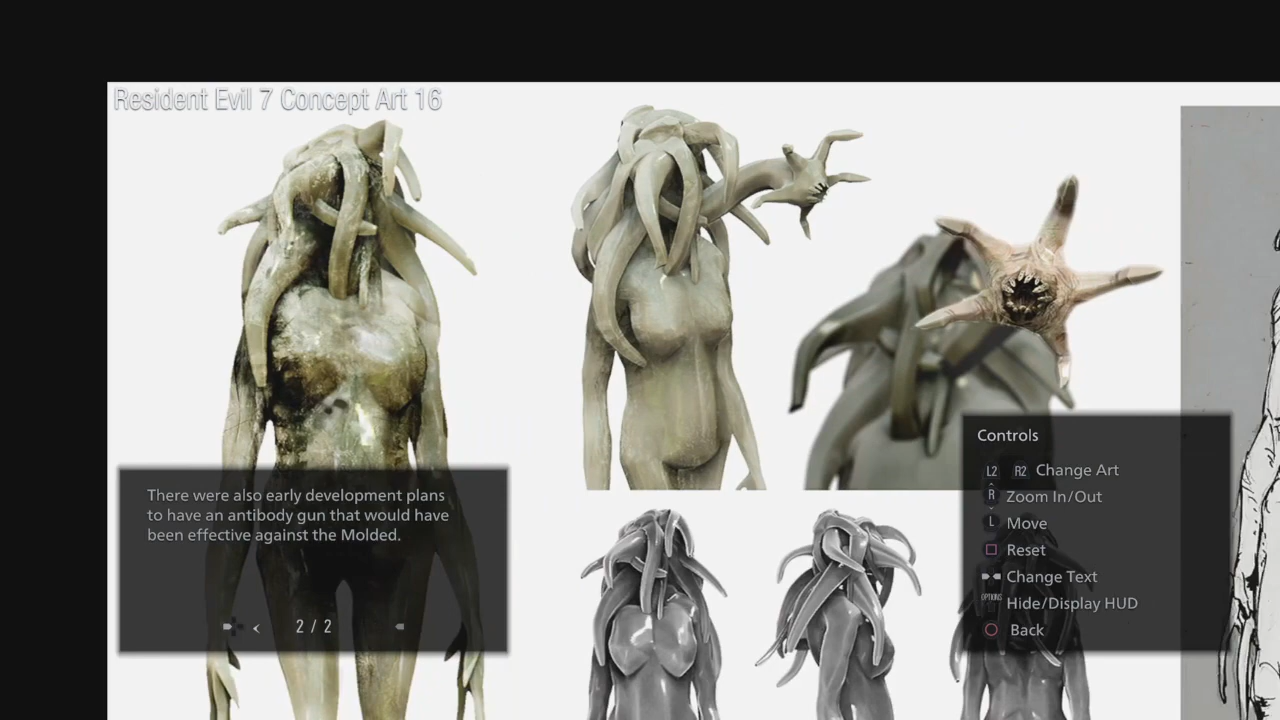 Resident Evil 7 Concept Art 16
There were also early development plans
to have an antibody gun that would have
been effective against the Molded.
2 / 2
Controls
L2 R2 Change Art
R Zoom In/Out
L Move
Reset
Change Text
OPTIONS Hide/Display HUD
Back